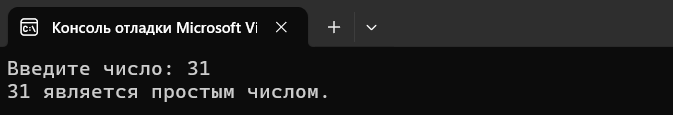 Консоль отладки Microsoft Vi
Введите число: 31
31 является простым числом.